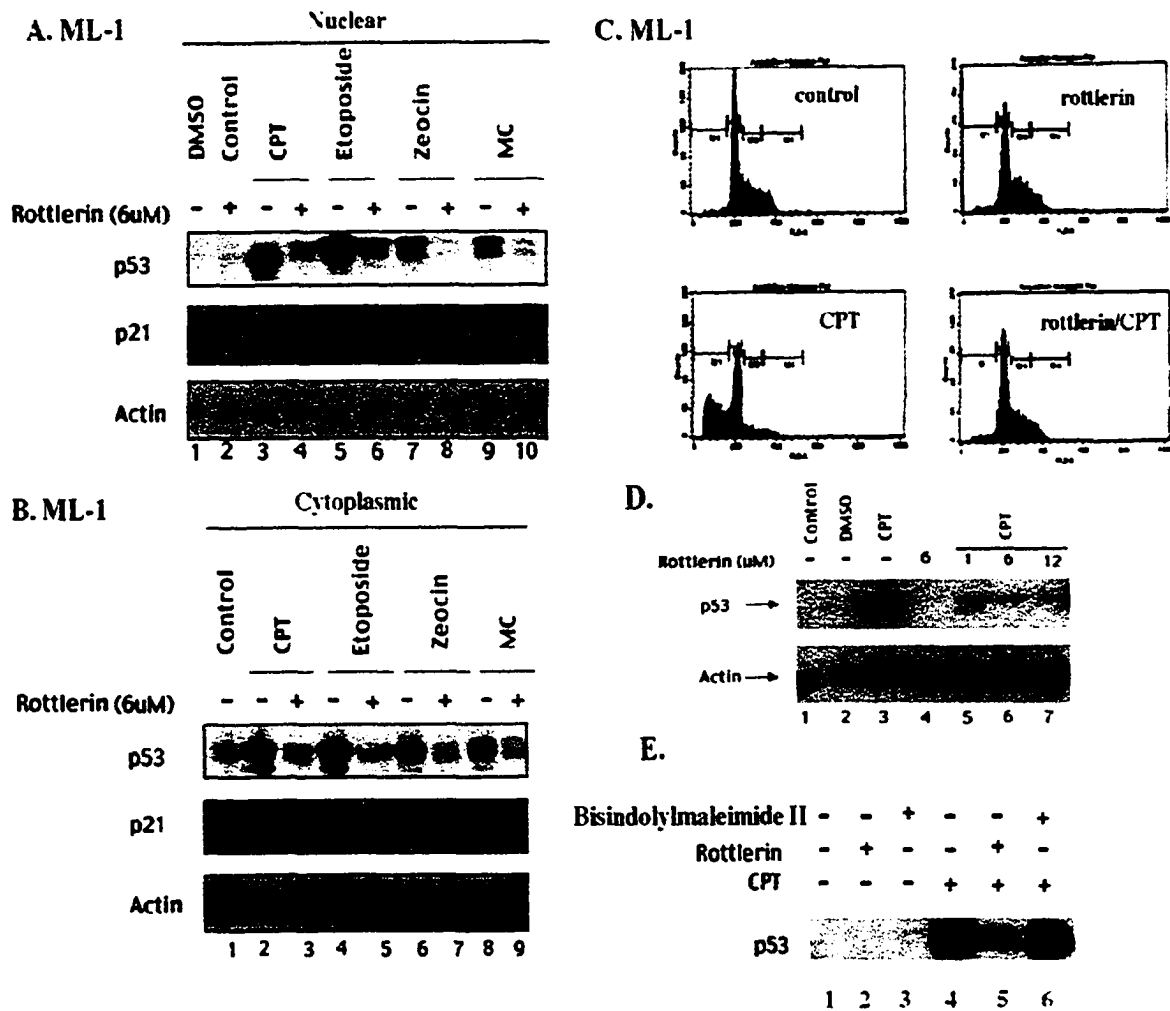 A. ML-1
Nuclear
DMSO
Control
CPT
Etoposide
Zeocin
MC
Rottlerin (6uM) - + - + - + - + - +
p53
p21
Actin
1 2 3 4 5 6 7 8 9 10
B. ML-1
Cytoplasmic
Control
CPT
Etoposide
Zeocin
MC
Rottlerin (6uM) - - + - + - + - +
p53
p21
Actin
1 2 3 4 5 6 7 8 9
C. ML-1
control
rottlerin
CPT
rottlerin/CPT
D.
Control
DMSO
CPT
CPT
Rottlerin (uM) - - - 6 1 6 12
p53
Actin
1 2 3 4 5 6 7
E.
Bisindolylmaleimide II - - + - - +
Rottlerin - + - - + -
CPT - - - + + +
p53
1 2 3 4 5 6